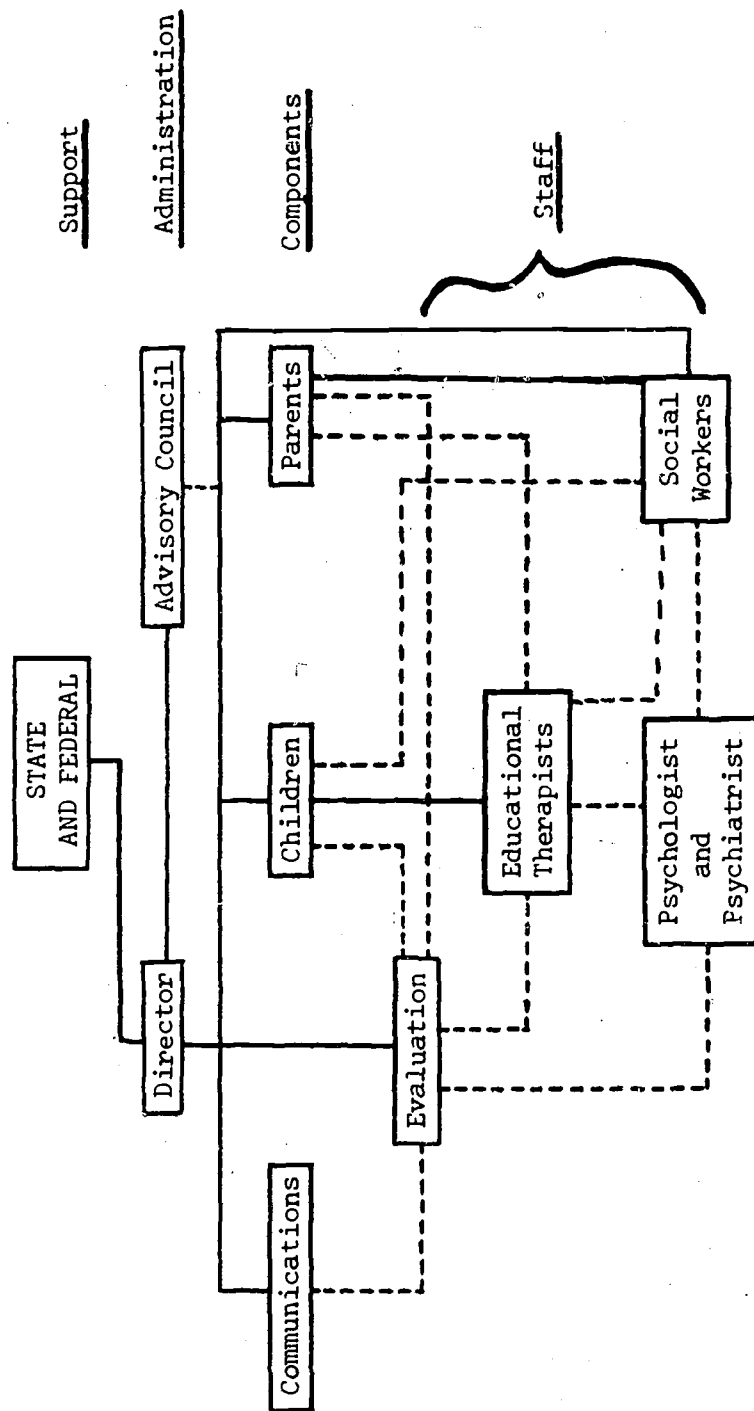 STATE
AND FEDERAL
Support
Director
Advisory Council
Administration
Communications
Children
Parents
Components
Evaluation
Educational
Therapists
Staff
Psychologist
and
Psychiatrist
Social
Workers